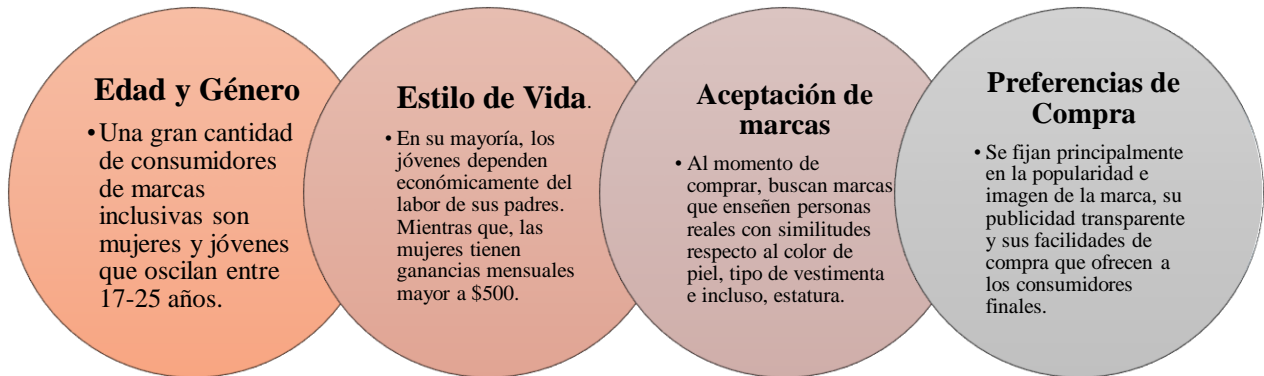 Edad y Género
•Una gran cantidad
de consumidores
de marcas
inclusivas son
mujeres y jóvenes
que oscilan entre
17-25 años.
Estilo de Vida.
• En su mayoría, los
jóvenes dependen
económicamente del
labor de sus padres.
Mientras que, las
mujeres tienen
ganancias mensuales
mayor a $500.
Aceptación de
marcas
• Al momento de
comprar, buscan marcas
que enseñen personas
reales con similitudes
respecto al color de
piel, tipo de vestimenta
e incluso, estatura.
Preferencias de
Compra
• Se fijan principalmente
en la popularidad e
imagen de la marca, su
publicidad transparente
y sus facilidades de
compra que ofrecen a
los consumidores
finales.